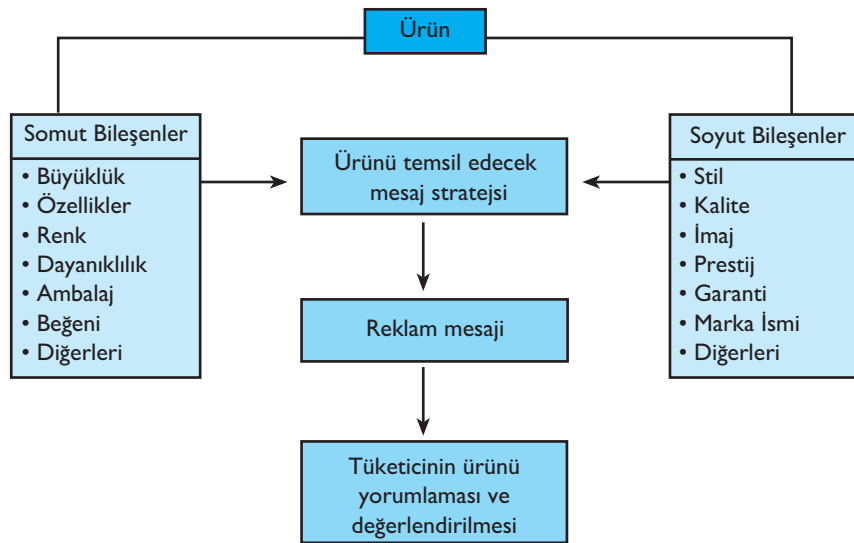 Ürün
Somut Bileşenler
• Büyüklük
• Özellikler
• Renk
• Dayanıklılık
• Ambalaj
• Beğeni
• Diğerleri
Ürünü temsil edecek
mesaj stratejsi
Reklam mesaji
Tüketicinin ürünü
yorumlaması ve
değerlendirilmesi
Soyut Bileşenler
• Stil
• Kalite
• İmaj
• Prestij
• Garanti
• Marka İsmi
• Diğerleri